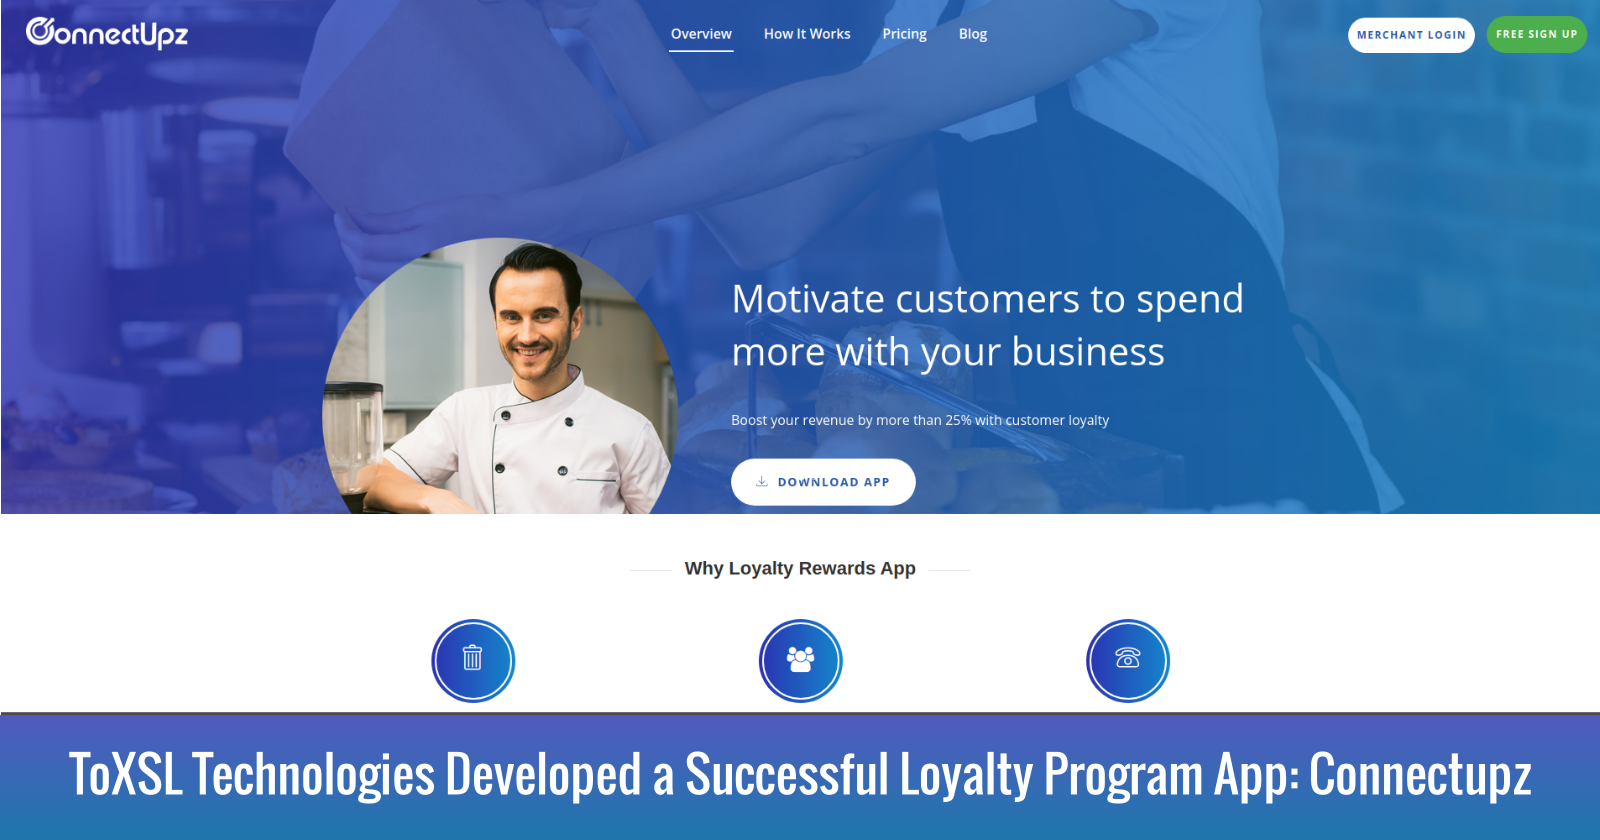 ConnectUpz
Overview How It Works Pricing Blog
MERCHANT LOGIN FREE SIGN UP
Motivate customers to spend
more with your business
Boost your revenue by more than 25% with customer loyalty
DOWNLOAD APP
Why Loyalty Rewards App
ToXSL Technologies Developed a Successful Loyalty Program App: Connectupz